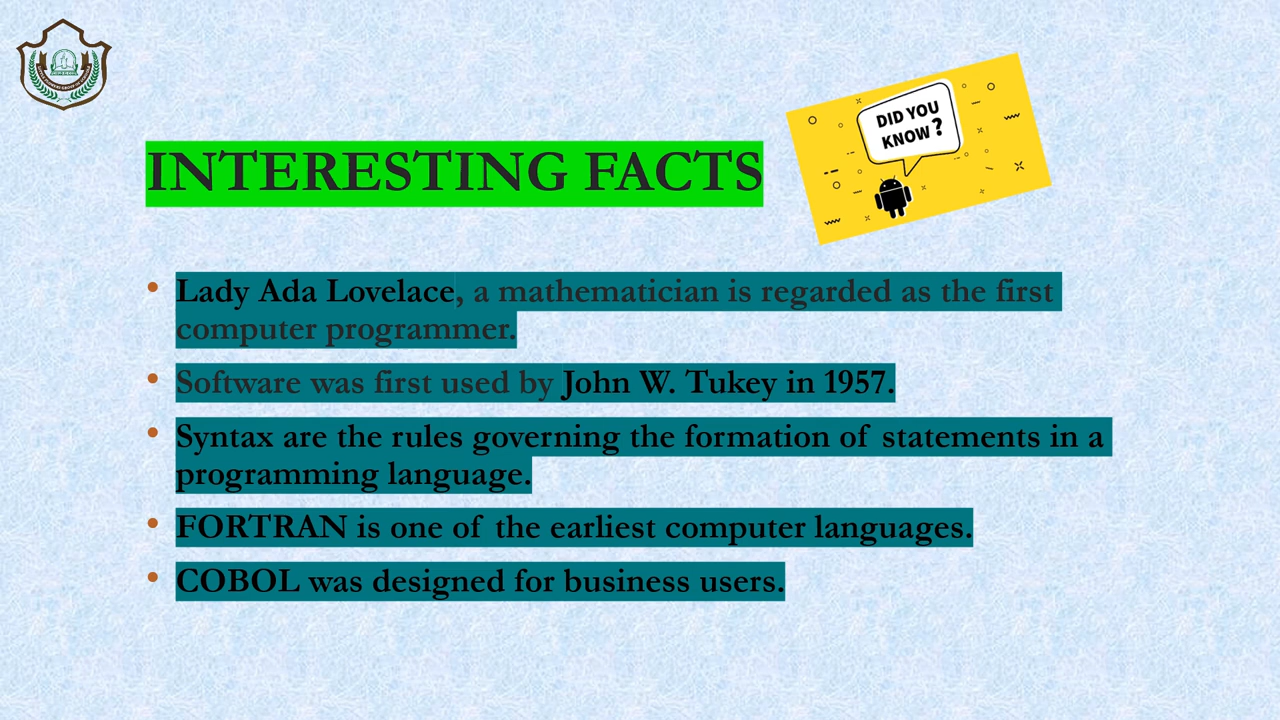 INTERESTING FACTS
DID YOU
KNOW ?
• Lady Ada Lovelace, a mathematician is regarded as the first
computer programmer.
• Software was first used by John W. Tukey in 1957.
• Syntax are the rules governing the formation of statements in a
programming language.
• FORTRAN is one of the earliest computer languages.
• COBOL was designed for business users.